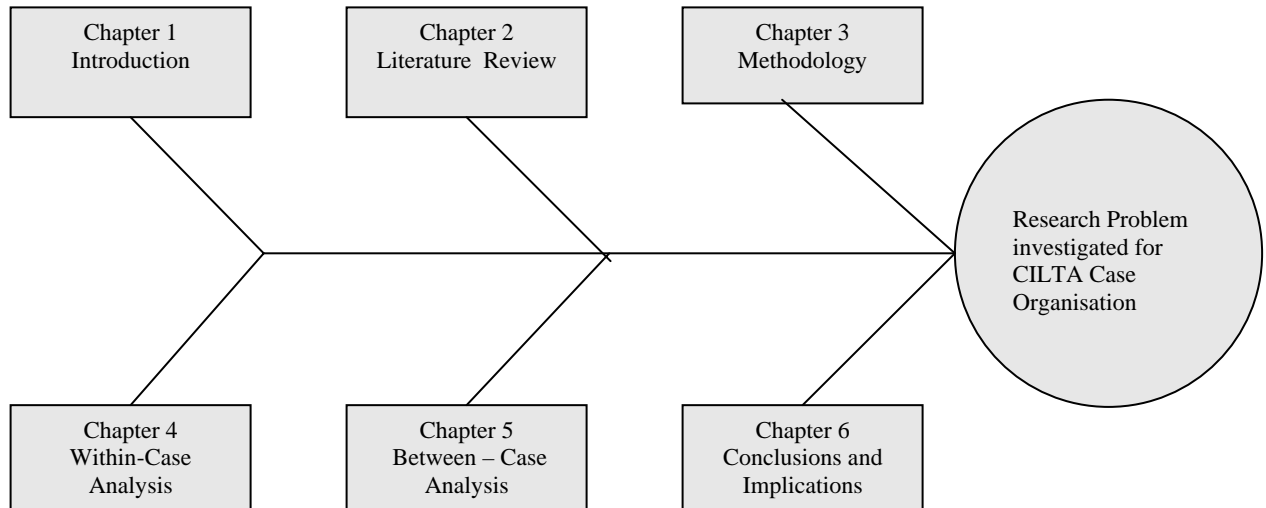 Chapter 1
Introduction
Chapter 2
Literature Review
Chapter 3
Methodology
Research Problem
investigated for
CILTA Case
Organisation
Chapter 4
Within-Case
Analysis
Chapter 5
Between – Case
Analysis
Chapter 6
Conclusions and
Implications